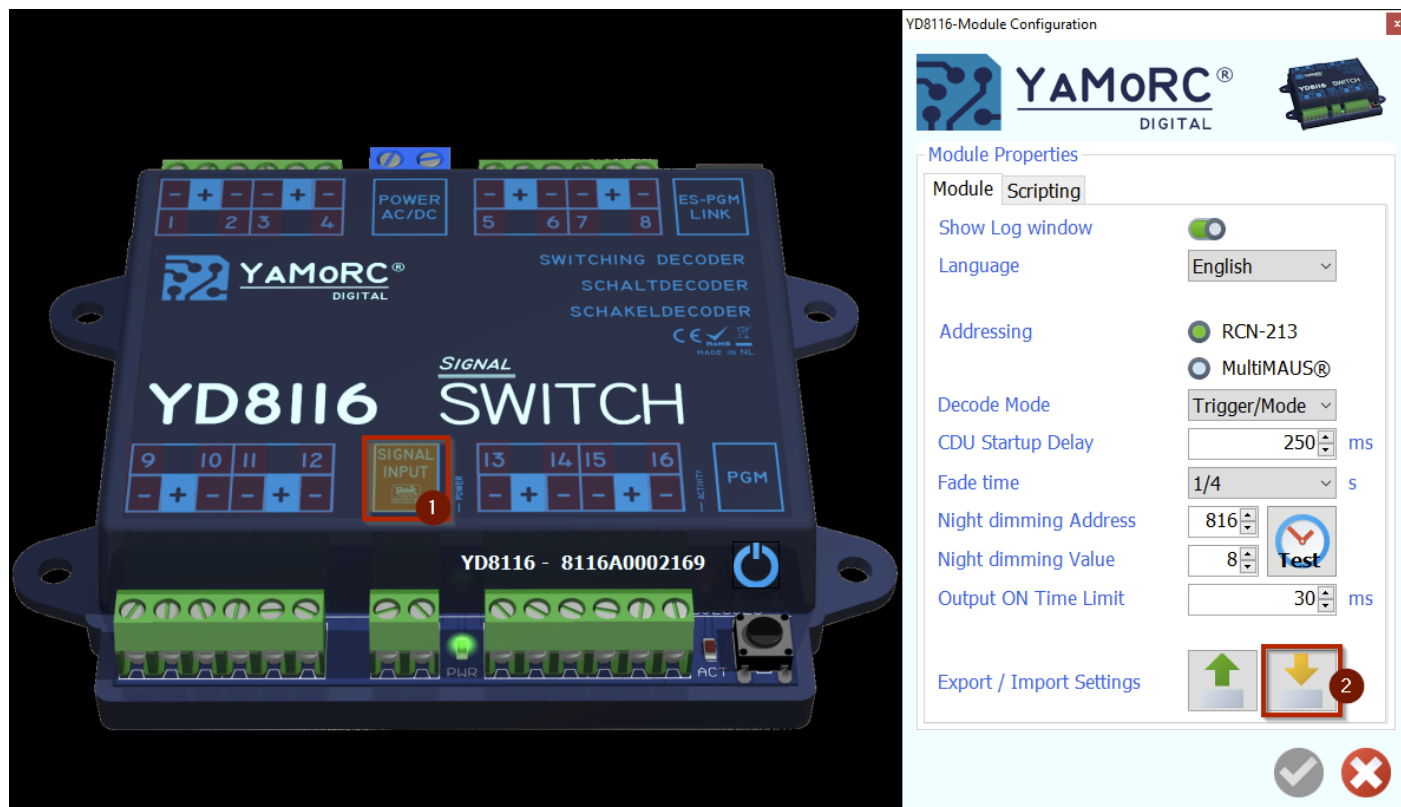 - + - - + -
1 2 3 4
POWER
AC/DC
- + - - + -
5 6 7 8
ES-PGM
LINK
YAMORC®
DIGITAL
SWITCHING DECODER
SCHALTDECODER
SCHAKELDECODER
CE RoHS
MADE IN NL
YD8116
SIGNAL
SWITCH
9 10 11 12
- + - - + -
SIGNAL
INPUT
1
POWER
13 14 15 16
- + - - + -
ACTIVITY
PGM
YD8116 - 8116A0002169
PWR
ACT
YD8116-Module Configuration
x
YAMORC®
DIGITAL
YD8116 SWITCH
Module Properties
Module Scripting
Show Log window
Language English
Addressing RCN-213
MultiMAUS®
Decode Mode Trigger/Mode
CDU Startup Delay 250 ms
Fade time 1/4 s
Night dimming Address 816
Night dimming Value 8
Test
Output ON Time Limit 30 ms
Export / Import Settings
2